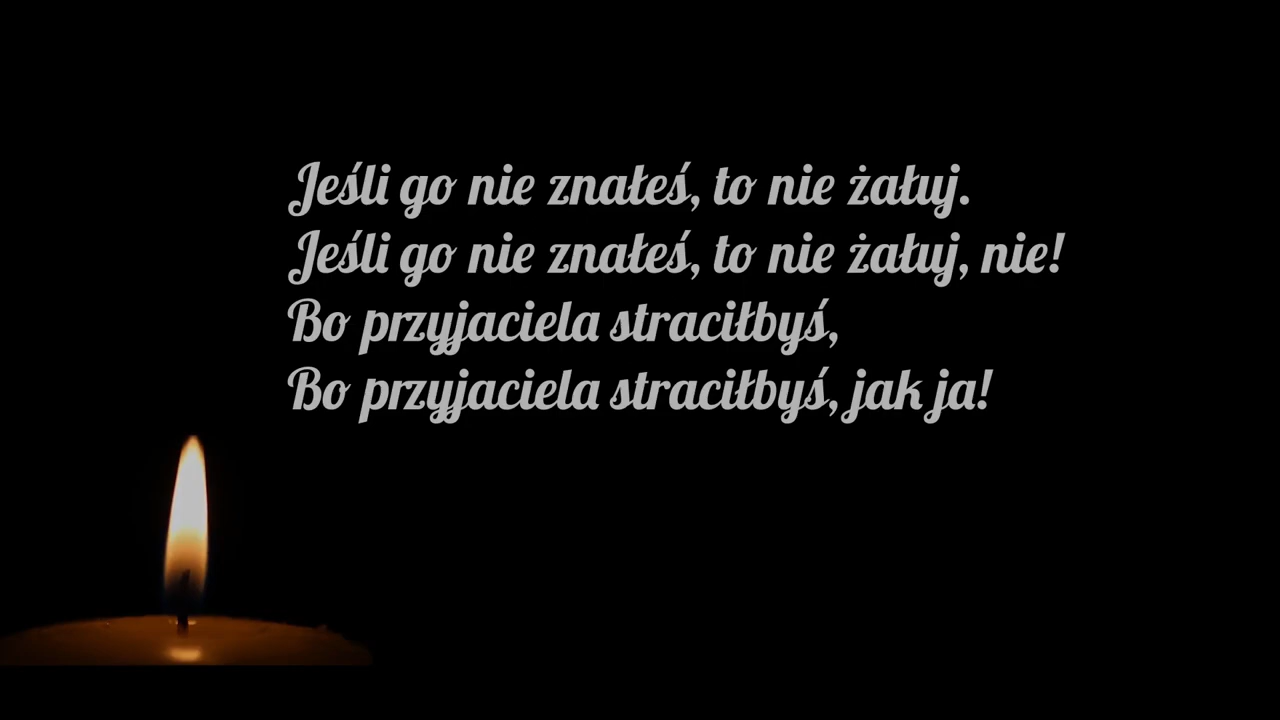 Jeśli go nie znałeś, to nie żałuj.
Jeśli go nie znałeś, to nie żałuj, nie!
Bo przyjaciela straciłbyś,
Bo przyjaciela straciłbyś, jak ja!